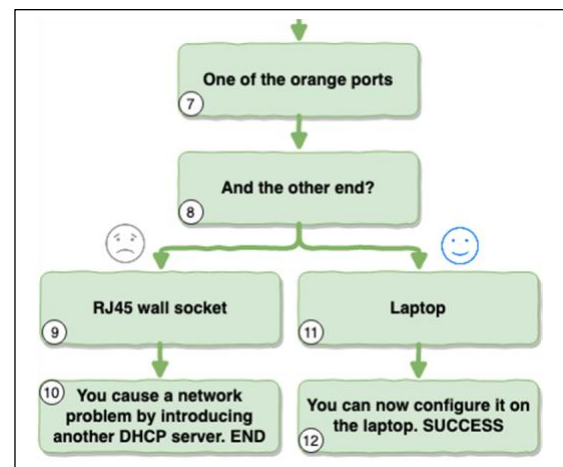 One of the orange ports
7
And the other end?
8
RJ45 wall socket
9
Laptop
11
10
You cause a network
problem by introducing
another DHCP server. END
You can now configure it on
the laptop. SUCCESS
12